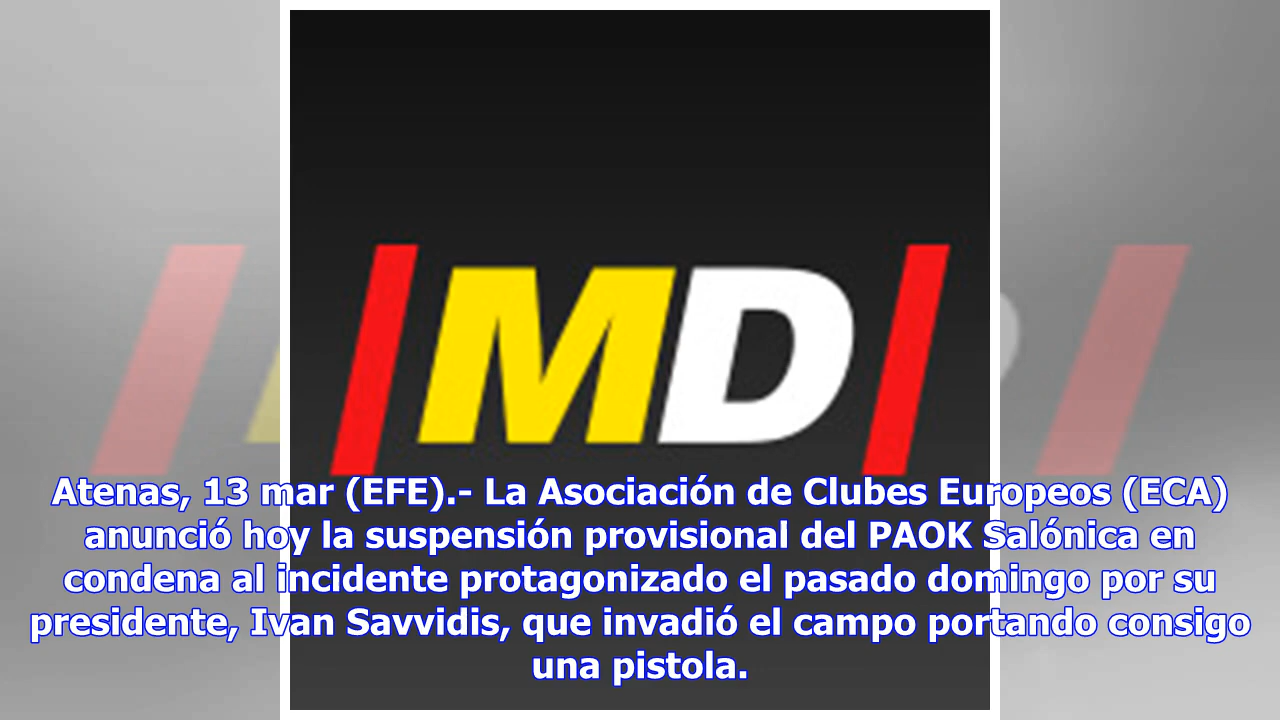 MD
Atenas, 13 mar (EFE).- La Asociación de Clubes Europeos (ECA)
anunció hoy la suspensión provisional del PAOK Salónica en
condena al incidente protagonizado el pasado domingo por su
presidente, Ivan Savvidis, que invadió el campo portando consigo
una pistola.